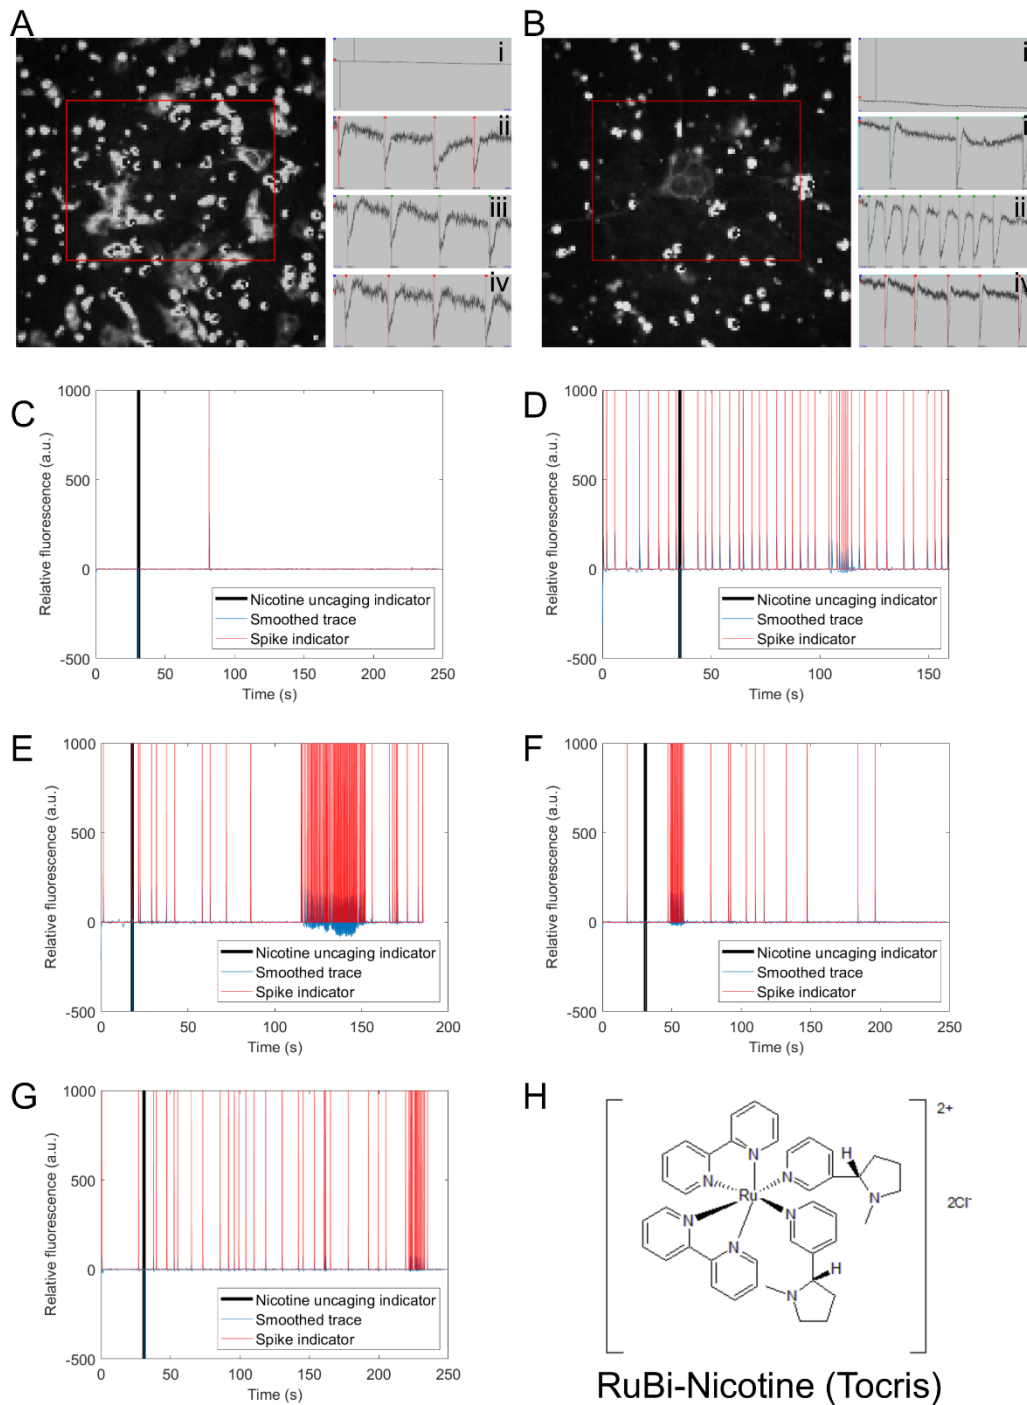 A
B
i
ii
iii
iv
i
i
ii
iv
C
1000
500
0
-500
Relative fluorescence (a.u.)
Nicotine uncaging indicator
Smoothed trace
Spike indicator
0 50 100 150 200 250
Time (s)
D
1000
500
0
-500
Relative fluorescence (a.u.)
Nicotine uncaging indicator
Smoothed trace
Spike indicator
0 50 100 150
Time (s)
E
1000
500
0
-500
Relative fluorescence (a.u.)
Nicotine uncaging indicator
Smoothed trace
Spike indicator
0 50 100 150 200
Time (s)
F
1000
500
0
-500
Relative fluorescence (a.u.)
Nicotine uncaging indicator
Smoothed trace
Spike indicator
0 50 100 150 200 250
Time (s)
G
1000
500
0
-500
Relative fluorescence (a.u.)
Nicotine uncaging indicator
Smoothed trace
Spike indicator
0 50 100 150 200 250
Time (s)
H
2+
H
N
N
N
N
Ru
2Cl-
N
N
N
H
N
RuBi-Nicotine (Tocris)